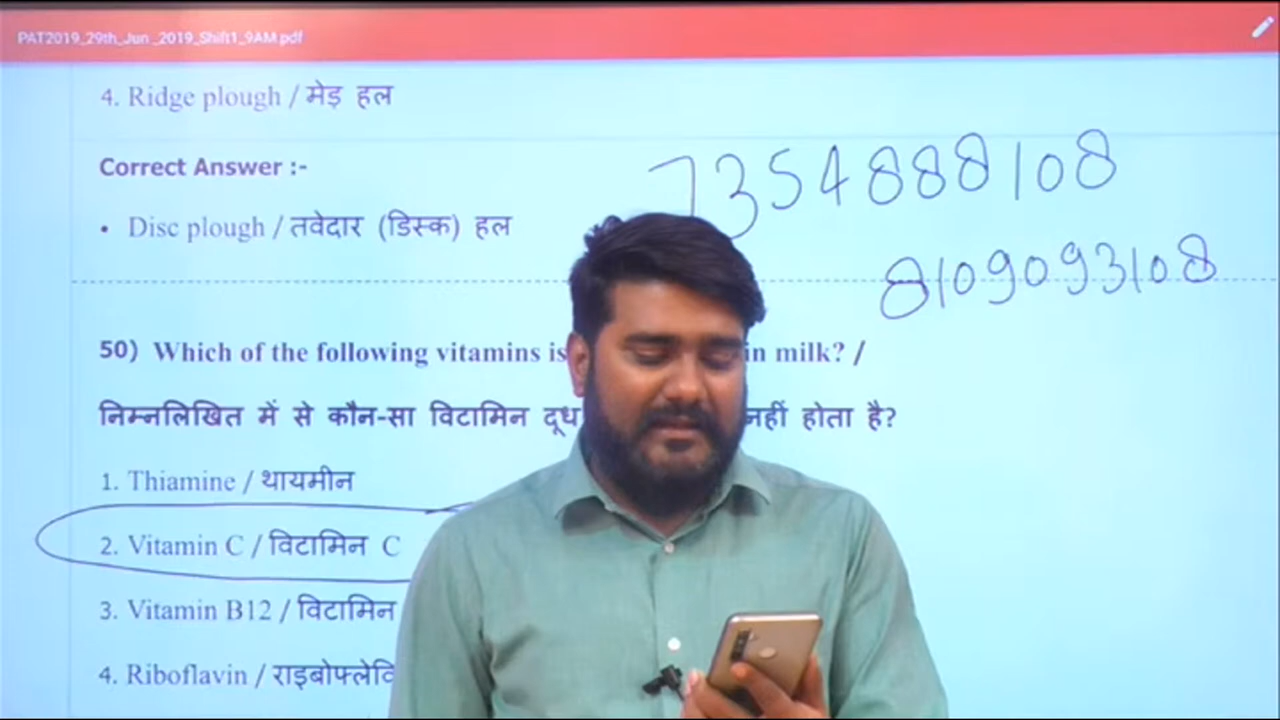 PAT2019_29th_Jun_2019_Shift1_9AM.pdf
4. Ridge plough / मेड़ हल
Correct Answer :-
7354888108
• Disc plough / तवेदार (डिस्क) हल
8109093108
50) Which of the following vitamins is in milk? /
निम्नलिखित में से कौन-सा विटामिन दूध नहीं होता है?
1. Thiamine / थायमीन
2. Vitamin C / विटामिन C
3. Vitamin B12 / विटामिन
4. Riboflavin /